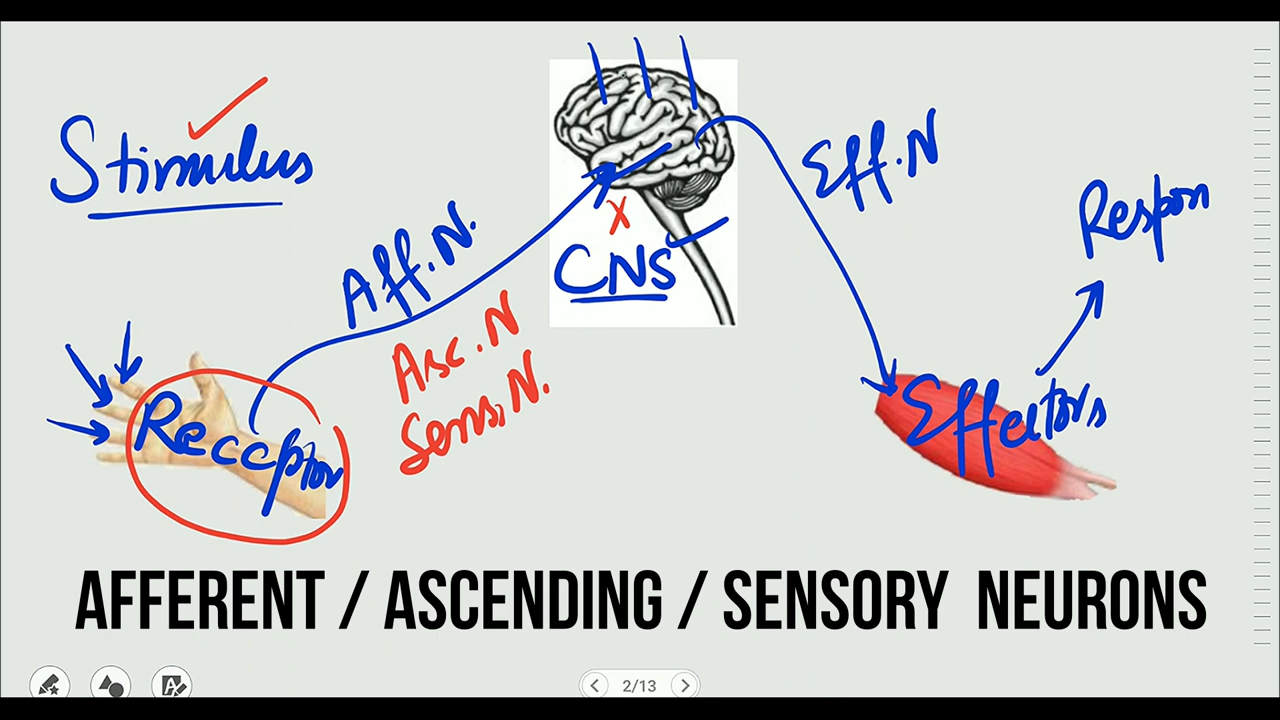 Stimulus
Eff.N
Respon
Aff.N.
CNS
Asc.N
Sens.N.
Receptor
Effectors
AFFERENT / ASCENDING / SENSORY NEURONS
2/13